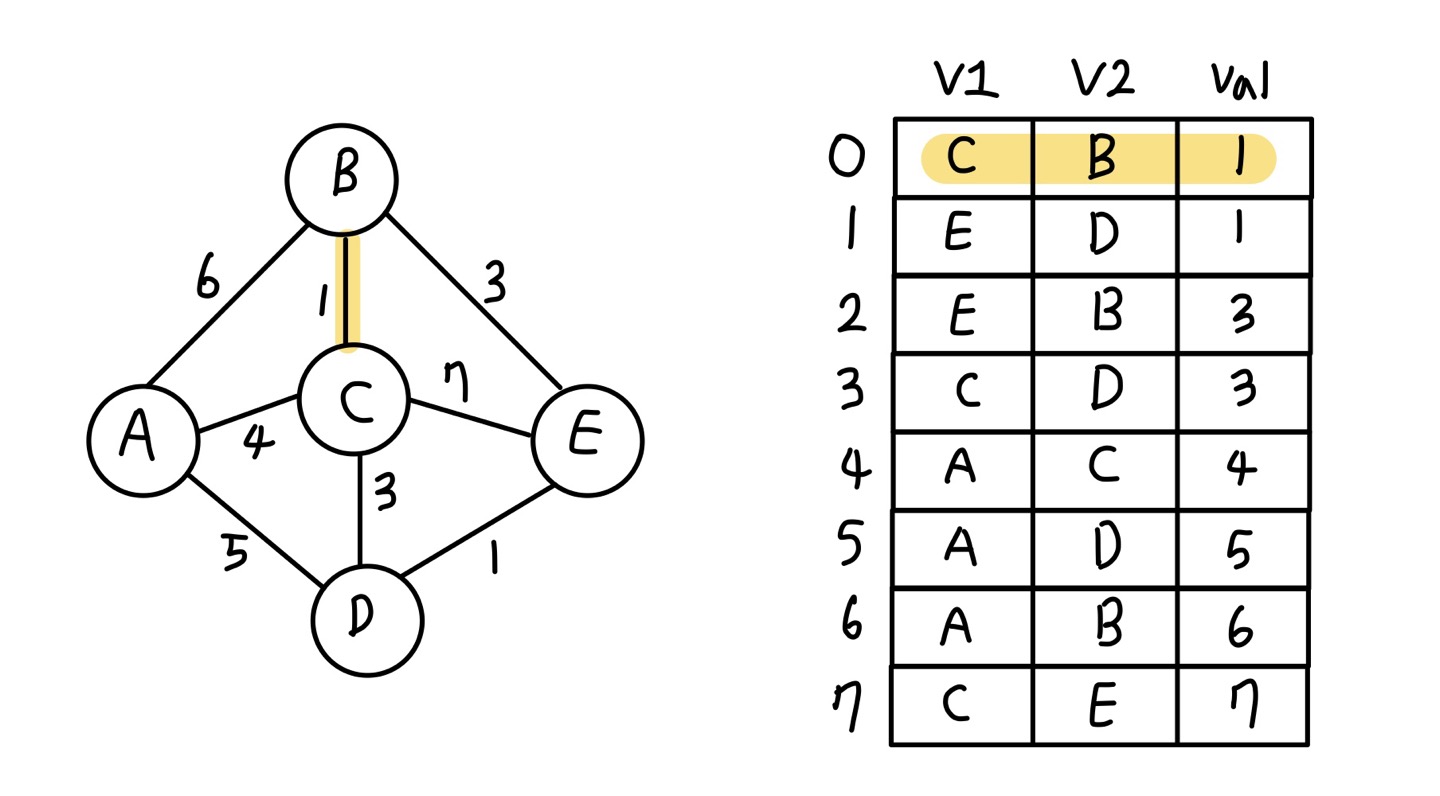 B
6
1
3
A
4
C
7
E
5
3
1
D
V1 V2 Val
0 C B 1
1 E D 1
2 E B 3
3 C D 3
4 A C 4
5 A D 5
6 A B 6
7 C E 7